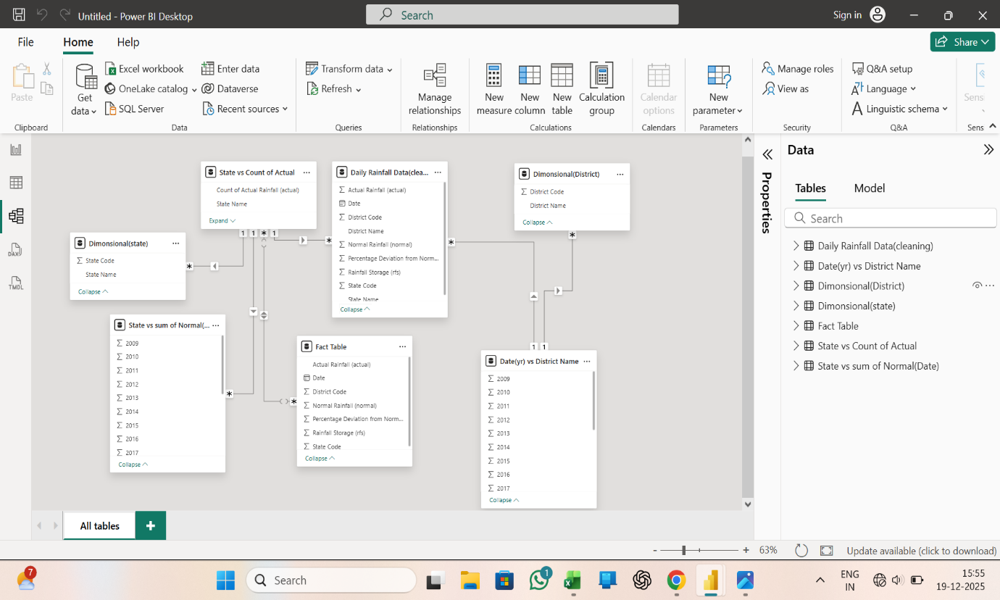 Untitled - Power BI Desktop
Search
Sign in
File
Home
Help
Share
Paste
Clipboard
Get data
Excel workbook
OneLake catalog
SQL Server
Enter data
Dataverse
Recent sources
Data
Transform data
Refresh
Queries
Manage relationships
Relationships
New measure
New column
New table
Calculation group
Calculations
Calendar options
Calendars
New parameter
Parameters
Manage roles
View as
Security
Q&A setup
Language
Linguistic schema
Q&A
Sens
Sens
DAX
TMDL
State vs Count of Actual
Count of Actual Rainfall (actual)
State Name
Expand
Daily Rainfall Data(clea...
Actual Rainfall (actual)
Date
District Code
District Name
Normal Rainfall (normal)
Percentage Deviation from Norm...
Rainfall Storage (rfs)
State Code
State Name
Collapse
Dimonsional(District)
District Code
District Name
Collapse
Dimonsional(state)
State Code
State Name
Collapse
1 1 * 1
*
*
*
*
State vs sum of Normal(...
2009
2010
2011
2012
2013
2014
2015
2016
2017
Collapse
*
*
Fact Table
Actual Rainfall (actual)
Date
District Code
Normal Rainfall (normal)
Percentage Deviation from Norm...
Rainfall Storage (rfs)
State Code
Collapse
1 1
Date(yr) vs District Name
2009
2010
2011
2012
2013
2014
2015
2016
2017
Collapse
Properties
Data
Tables
Model
Search
Daily Rainfall Data(cleaning)
Date(yr) vs District Name
Dimonsional(District)
Dimonsional(state)
Fact Table
State vs Count of Actual
State vs sum of Normal(Date)
All tables
+
- + 63%
Update available (click to download)
7
Search
1
ENG
IN
15:55
19-12-2025